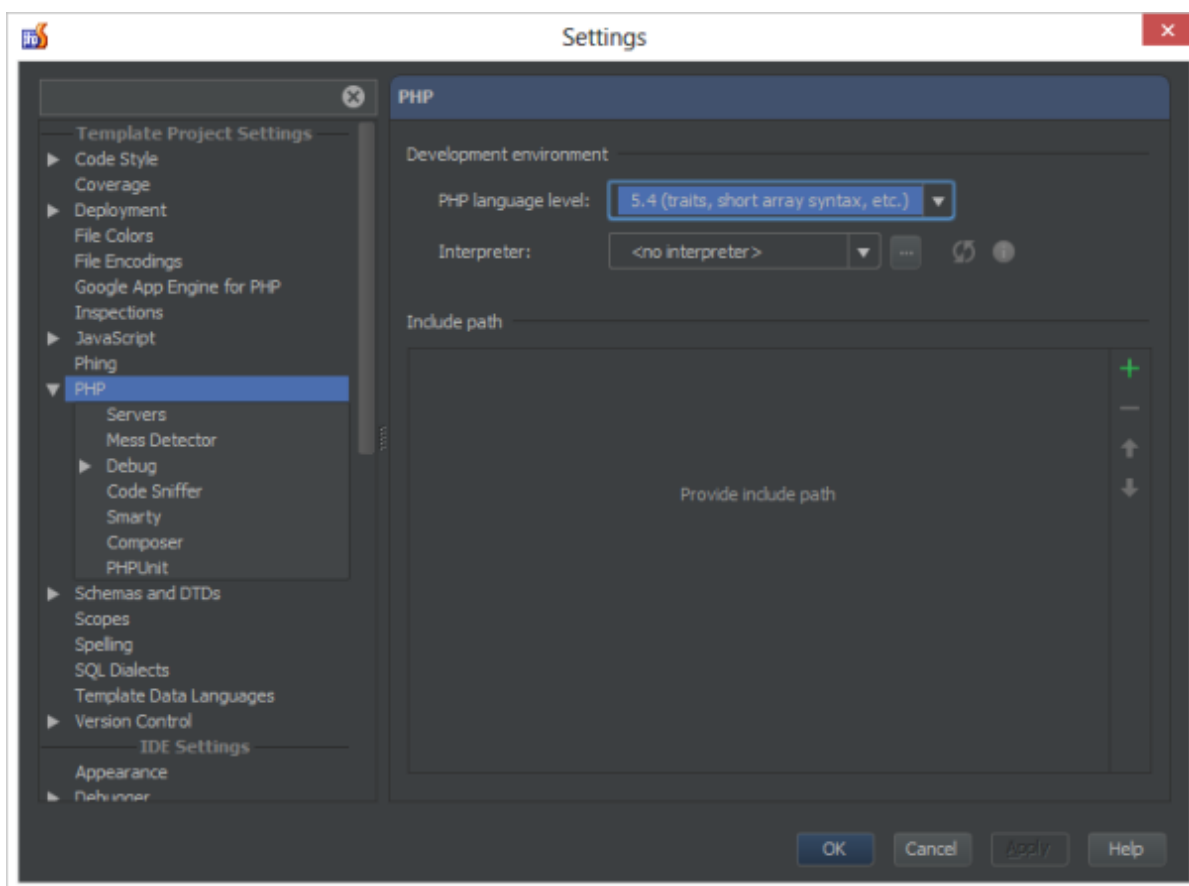 Settings
Template Project Settings
Code Style
Coverage
Deployment
File Colors
File Encodings
Google App Engine for PHP
Inspections
JavaScript
Phing
PHP
Servers
Mess Detector
Debug
Code Sniffer
Smarty
Composer
PHPUnit
Schemas and DTDs
Scopes
Spelling
SQL Dialects
Template Data Languages
Version Control
IDE Settings
Appearance
Debugger
PHP
Development environment
PHP language level: 5.4 (traits, short array syntax, etc.)
Interpreter: <no interpreter> ...
Include path
Provide include path
OK Cancel Apply Help